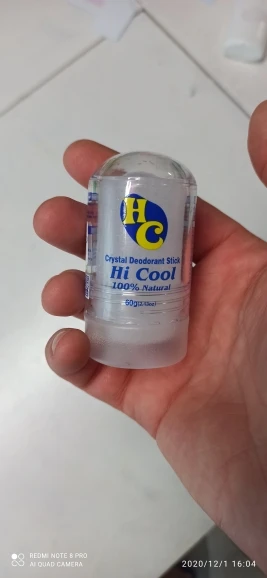 HC
Crystal Deodorant Stick
Hi Cool
100% Natural
REDMI NOTE 8 PRO
AI QUAD CAMERA
2020/12/1 16:04